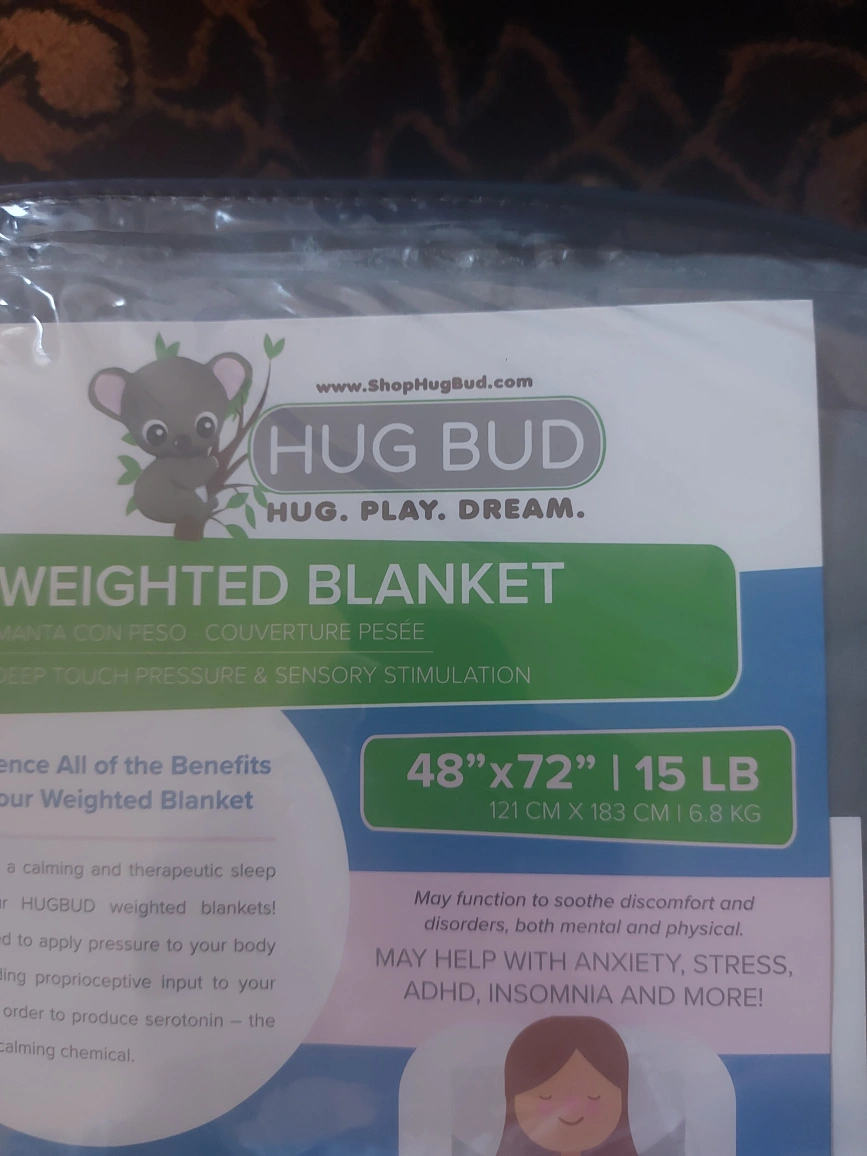 www.ShopHugBud.com
HUG BUD
HUG. PLAY. DREAM.
WEIGHTED BLANKET
MANTA CON PESO COUVERTURE PESÉE
DEEP TOUCH PRESSURE & SENSORY STIMULATION
48”x72” | 15 LB
121 CM X 183 CM | 6.8 KG
ence All of the Benefits
our Weighted Blanket
a calming and therapeutic sleep
r HUGBUD weighted blankets!
d to apply pressure to your body
ding proprioceptive input to your
order to produce serotonin – the
calming chemical.
May function to soothe discomfort and
disorders, both mental and physical.
MAY HELP WITH ANXIETY, STRESS,
ADHD, INSOMNIA AND MORE!